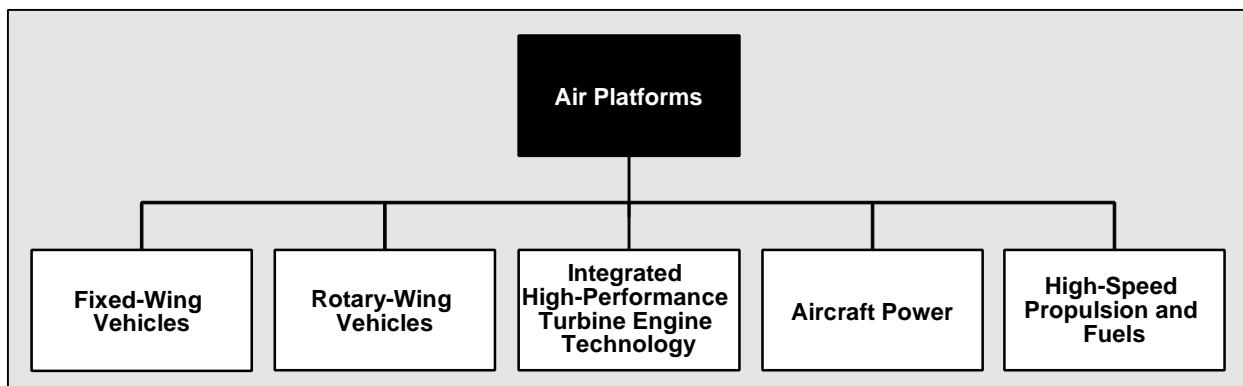 Air Platforms
Fixed-Wing
Vehicles
Rotary-Wing
Vehicles
Integrated
High-Performance
Turbine Engine
Technology
Aircraft Power
High-Speed
Propulsion and
Fuels